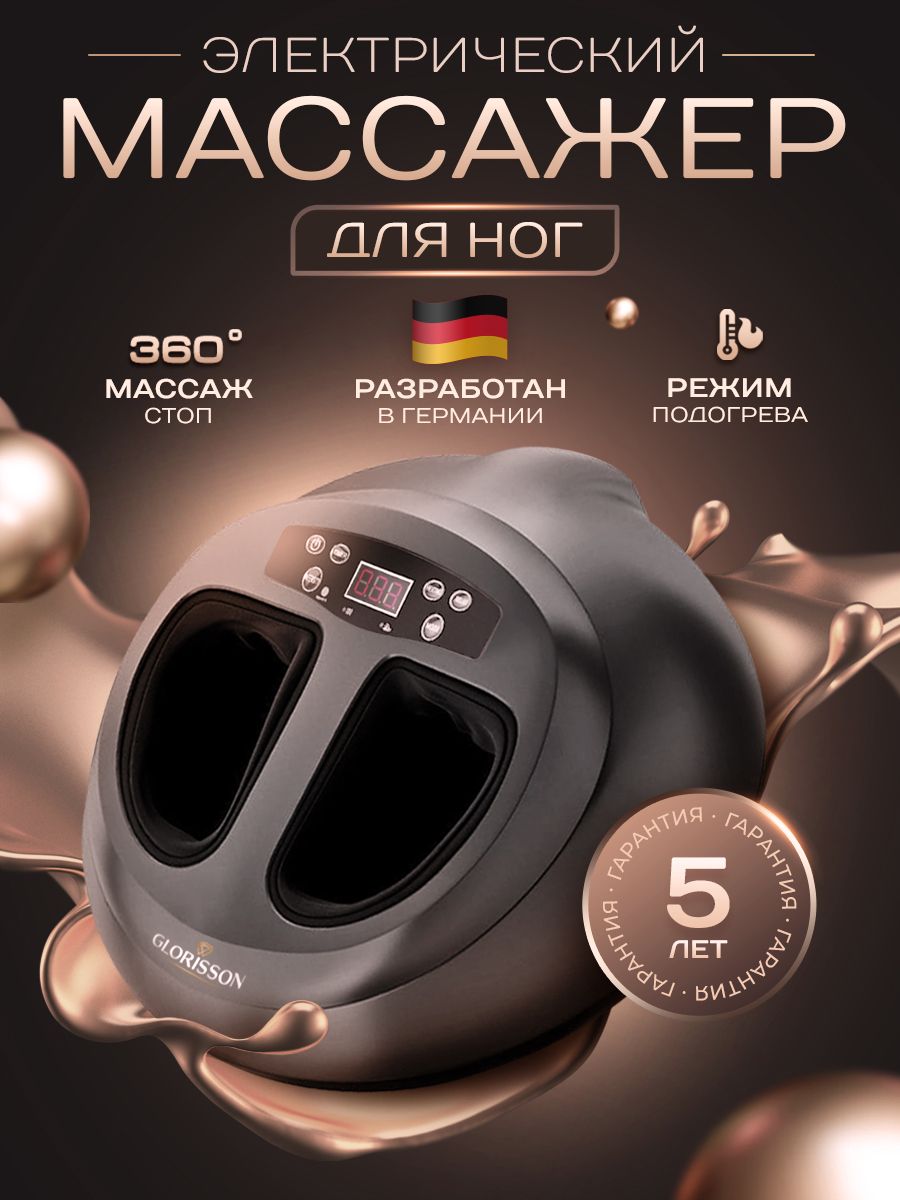 ЭЛЕКТРИЧЕСКИЙ
МАССАЖЕР
ДЛЯ НОГ
360°
МАССАЖ
СТОП
РАЗРАБОТАН
В ГЕРМАНИИ
РЕЖИМ
ПОДОГРЕВА
GLORISSON
ГАРАНТИЯ · ГАРАНТИЯ · ГАРАНТИЯ · ГАРАНТИЯ ·
5
ЛЕТ